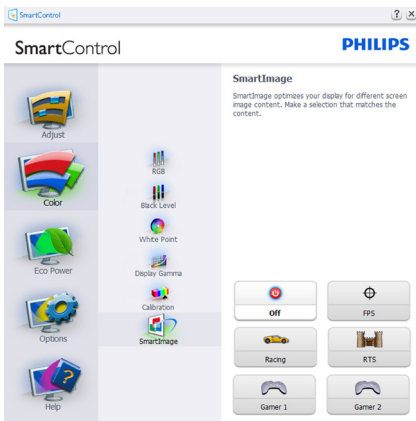 SmartControl
? X
SmartControl
PHILIPS
Adjust
Color
Eco Power
Options
Help
RGB
Black Level
White Point
Display Gamma
Calibration
SmartImage
SmartImage
SmartImage optimizes your display for different screen
image content. Make a selection that matches the
content.
Off
FPS
Racing
RTS
Gamer 1
Gamer 2